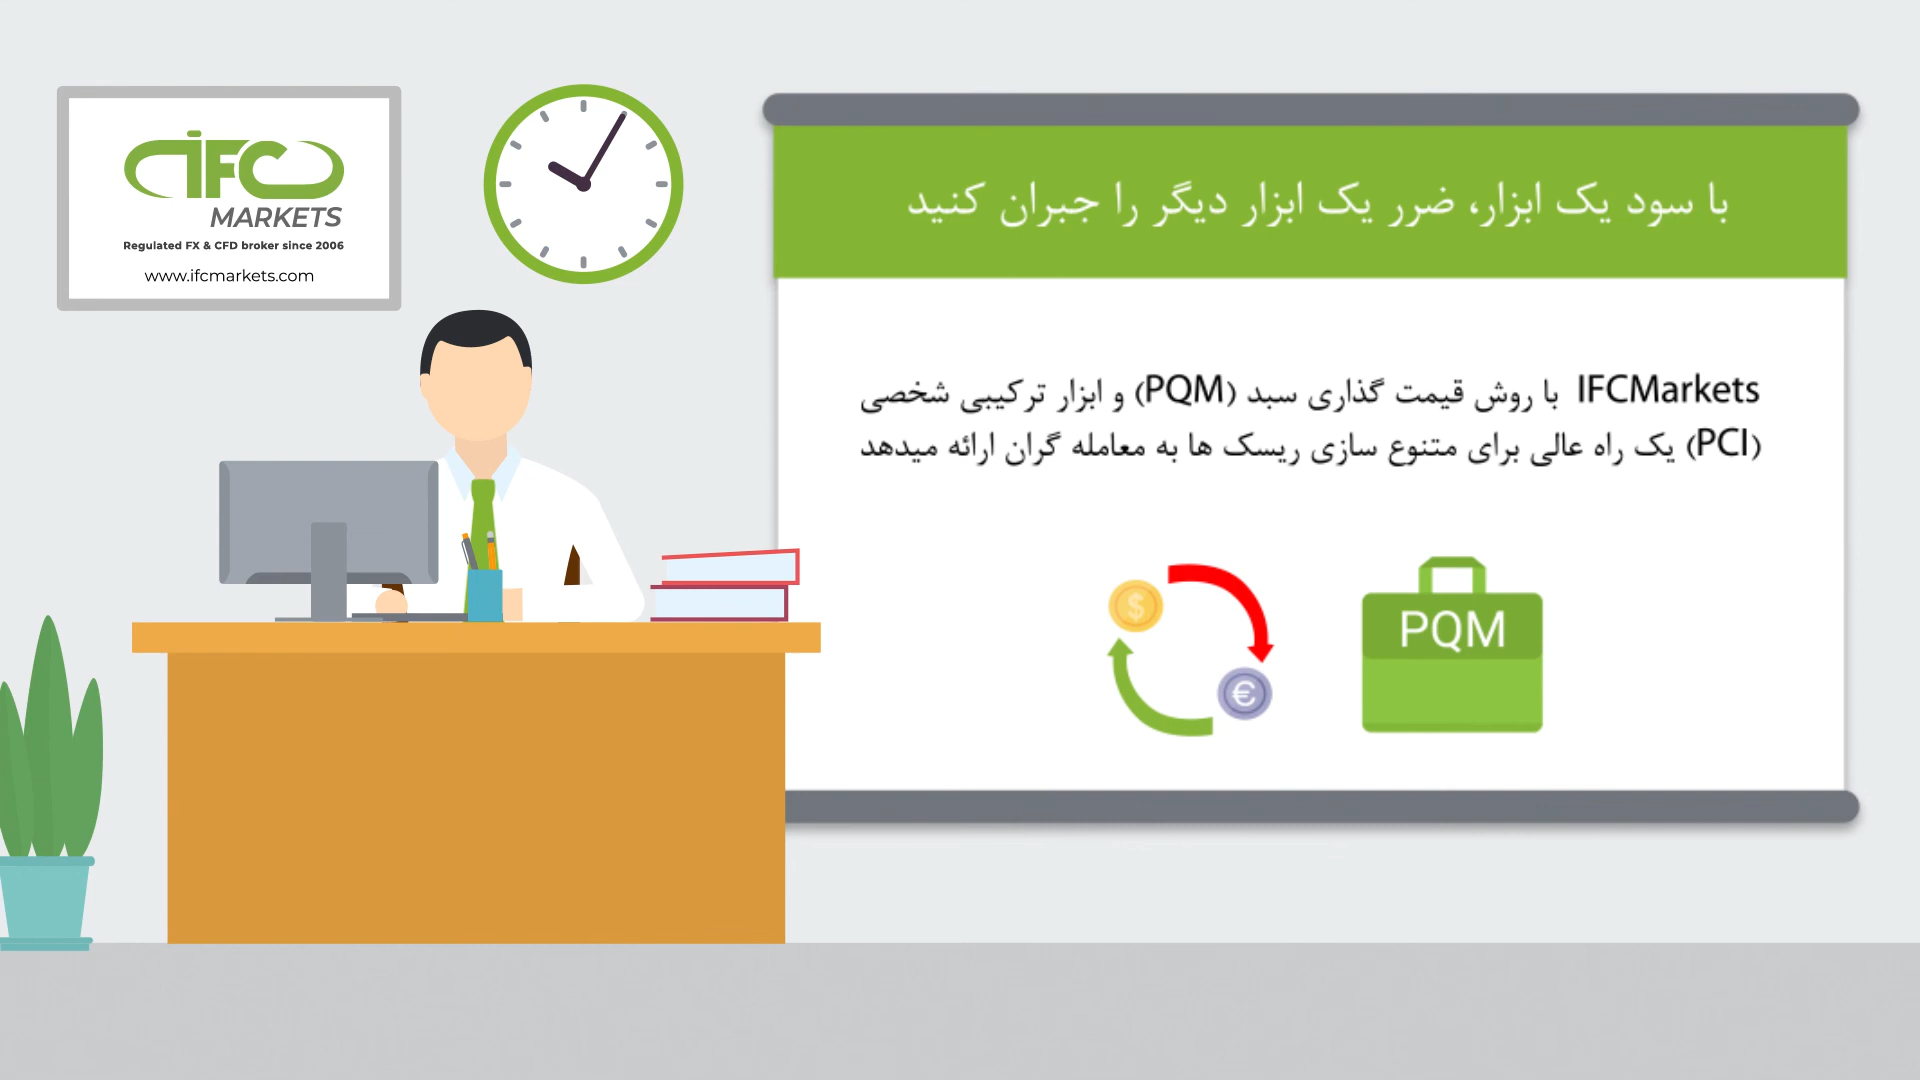 iFC
MARKETS
Regulated FX & CFD broker since 2006
www.ifcmarkets.com
با سود یک ابزار، ضرر یک ابزار دیگر را جبران کنید
IFCMarkets با روش قیمت گذاری سبد (PQM) و ابزار ترکیبی شخصی
(PCI) یک راه عالی برای متنوع سازی ریسک ها به معامله گران ارائه میدهد
$
€
PQM